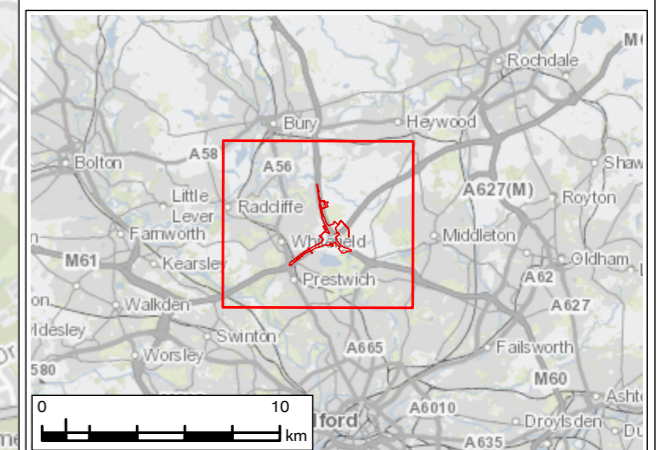 Rochdale
Bury
Heywood
Bolton
A58
A56
Shaw
A627(M)
Little
Lever
Radcliffe
Royton
Farnworth
Whitefield
Middleton
M61
Kearsley
Oldham
Prestwich
A62
Walkden
A627
Swinton
A665
Failsworth
Worsley
580
M60
0
10
km
A6010
Droylsden
A635